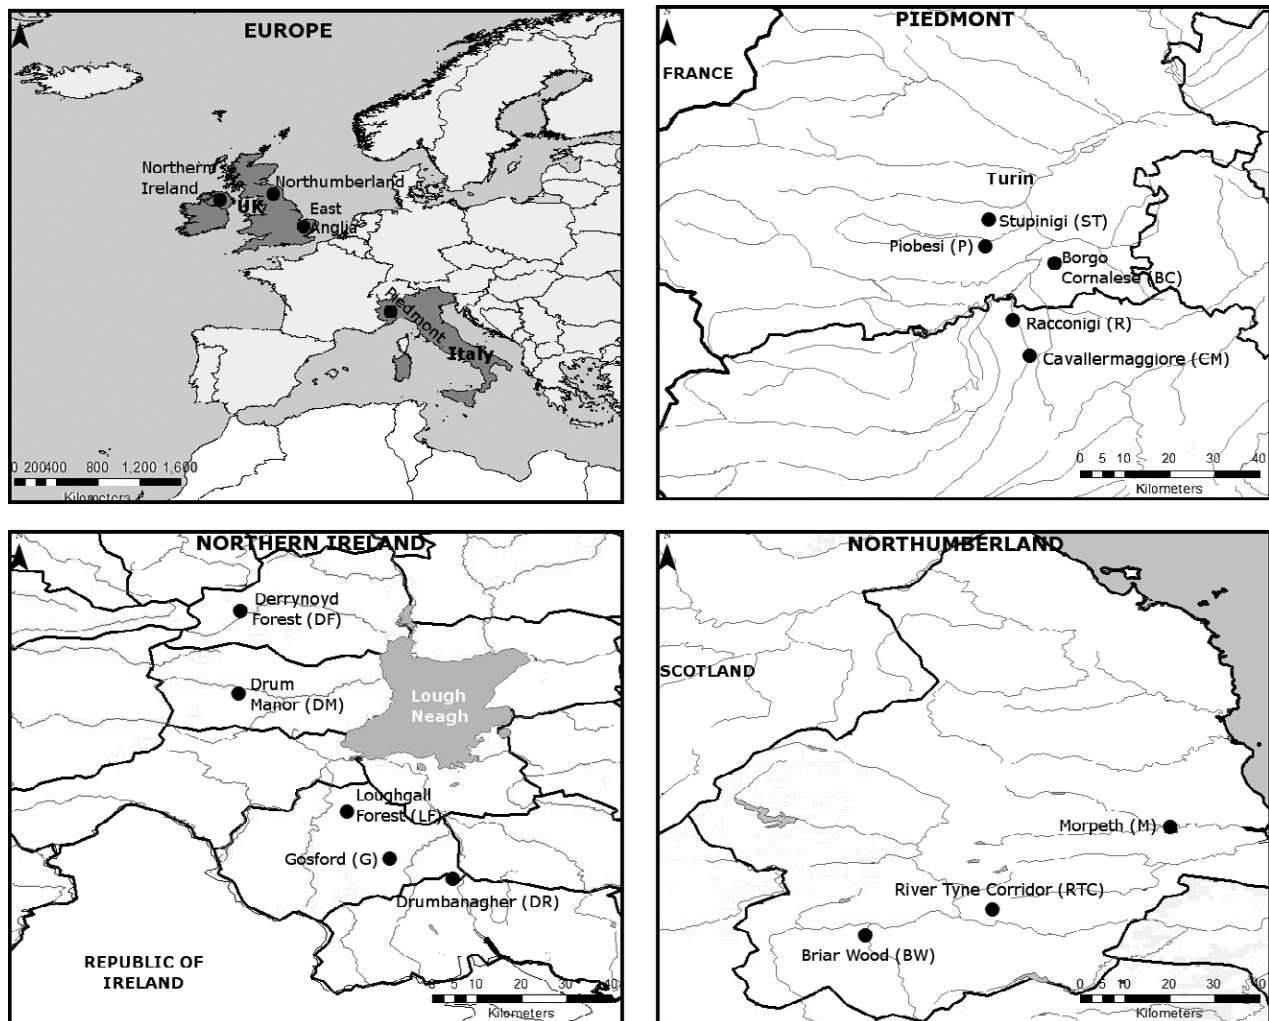 EUROPE
Northern
Ireland
Northumberland
UK
East
Anglia
Piedmont
Italy
0 200 400 800 1,200 1,600
Kilometers
PIEDMONT
FRANCE
Turin
Stupinigi (ST)
Piobesi (P)
Borgo
Cornalese (BC)
Racconigi (R)
Cavallermaggiore (CM)
0 5 10 20 30 40
Kilometers
NORTHERN IRELAND
Derrynoyd
Forest (DF)
Drum
Manor (DM)
Lough
Neagh
Loughgall
Forest (LF)
Gosford (G)
Drumbanagher (DR)
REPUBLIC OF
IRELAND
0 5 10 20 30 40
Kilometers
NORTHUMBERLAND
SCOTLAND
Morpeth (M)
River Tyne Corridor (RTC)
Briar Wood (BW)
0 5 10 20 30 40
Kilometers